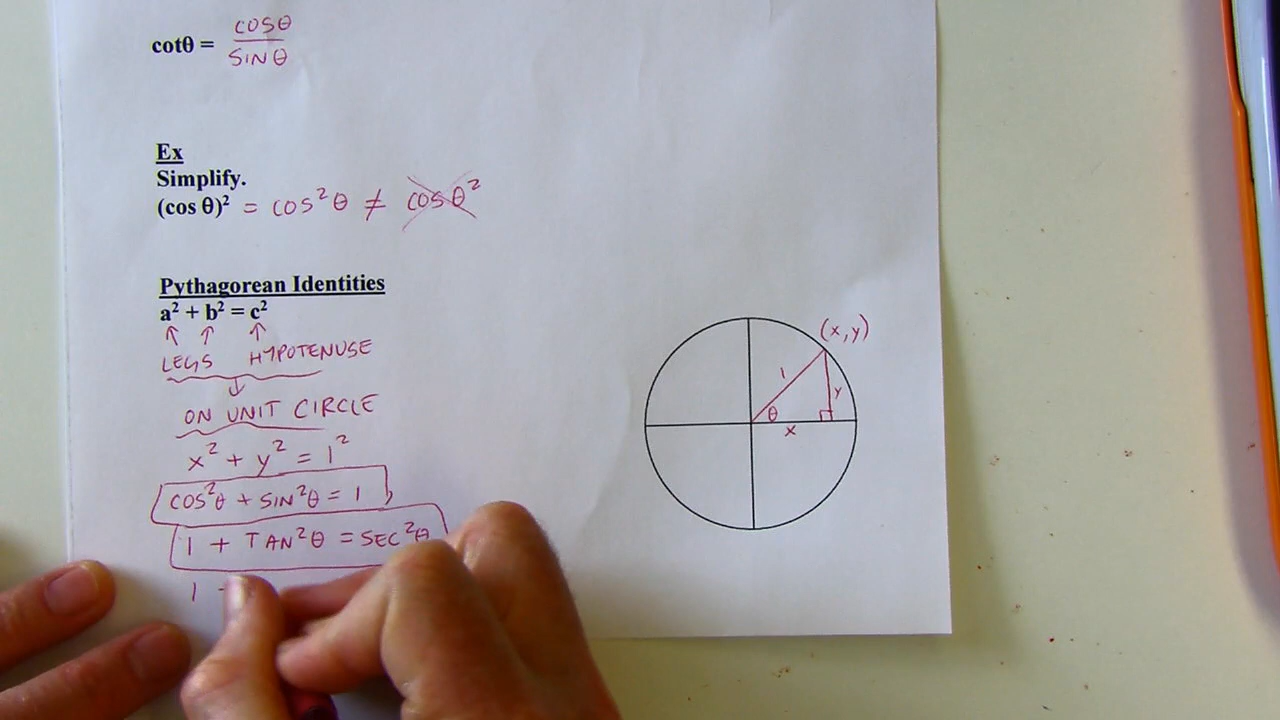 cotθ = COSθ / SINθ
Ex
Simplify.
(cos θ)² = COS²θ ≠ COSθ²
Pythagorean Identities
a² + b² = c²
↑ ↑ ↑
LEGS HYPOTENUSE
↓
ON UNIT CIRCLE
x² + y² = 1²
COS²θ + SIN²θ = 1
1 + TAN²θ = SEC²θ
1
(x,y)
1
y
θ
x